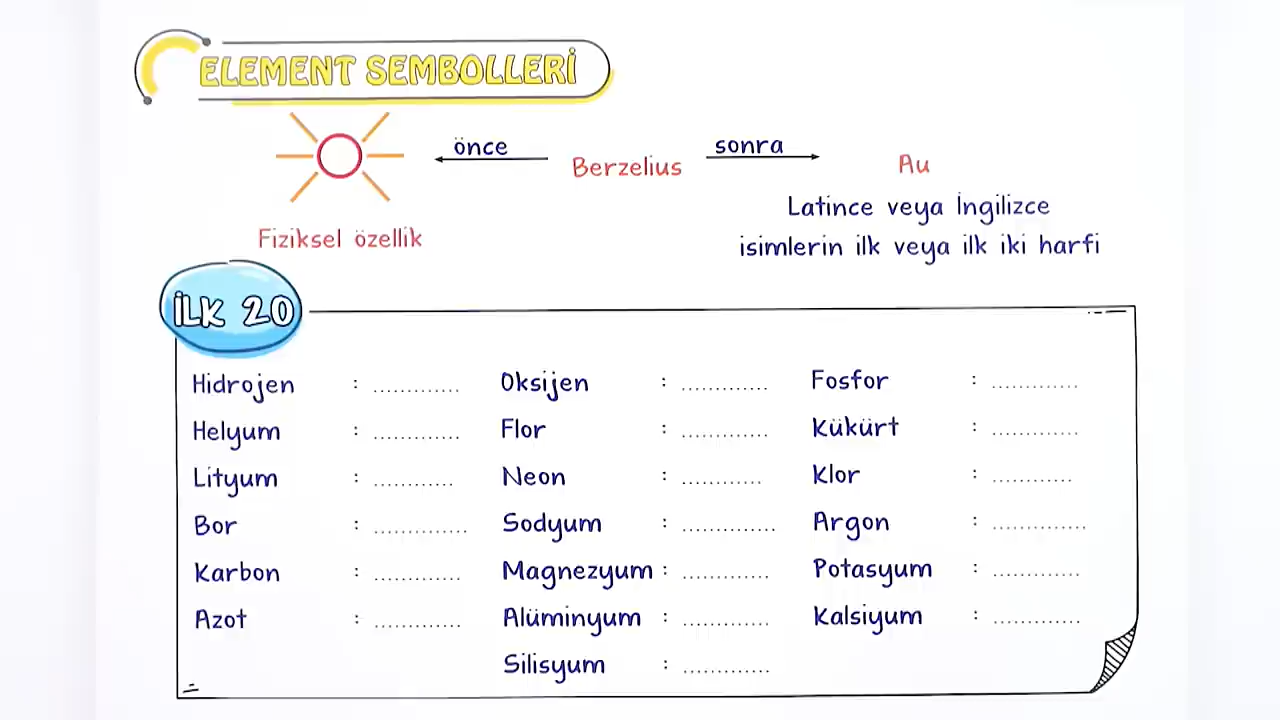 ELEMENT SEMBOLLERİ
önce
Berzelius
sonra
Au
Fiziksel özellik
Latince veya İngilizce
isimlerin ilk veya ilk iki harfi
İLK 20
Hidrojen : .............
Helyum : .............
Lityum : ............
Bor : ..............
Karbon : .............
Azot : .............
Oksijen : .............
Flor : .............
Neon : ............
Sodyum : ..............
Magnezyum : .............
Alüminyum : .............
Silisyum : .............
Fosfor : .............
Kükürt : .............
Klor : ............
Argon : ..............
Potasyum : .............
Kalsiyum : .............